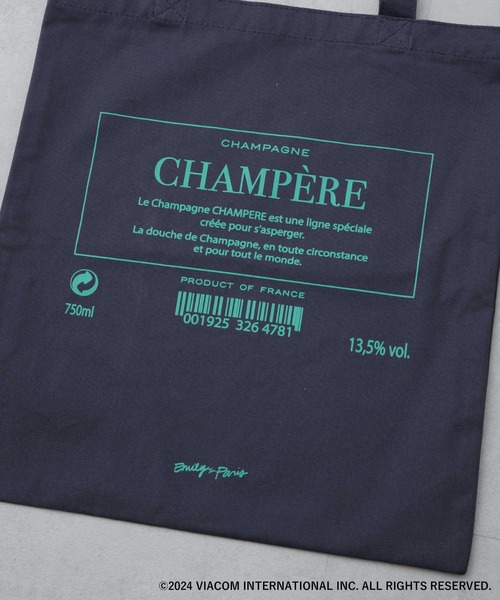 CHAMPAGNE
CHAMPÈRE
Le Champagne CHAMPERE est une ligne spéciale
créée pour s'asperger.
La douche de Champagne, en toute circonstance
et pour tout le monde.
PRODUCT OF FRANCE
750ml
001925 326 4781
13,5% vol.
Emily in Paris
©2024 VIACOM INTERNATIONAL INC. ALL RIGHTS RESERVED.